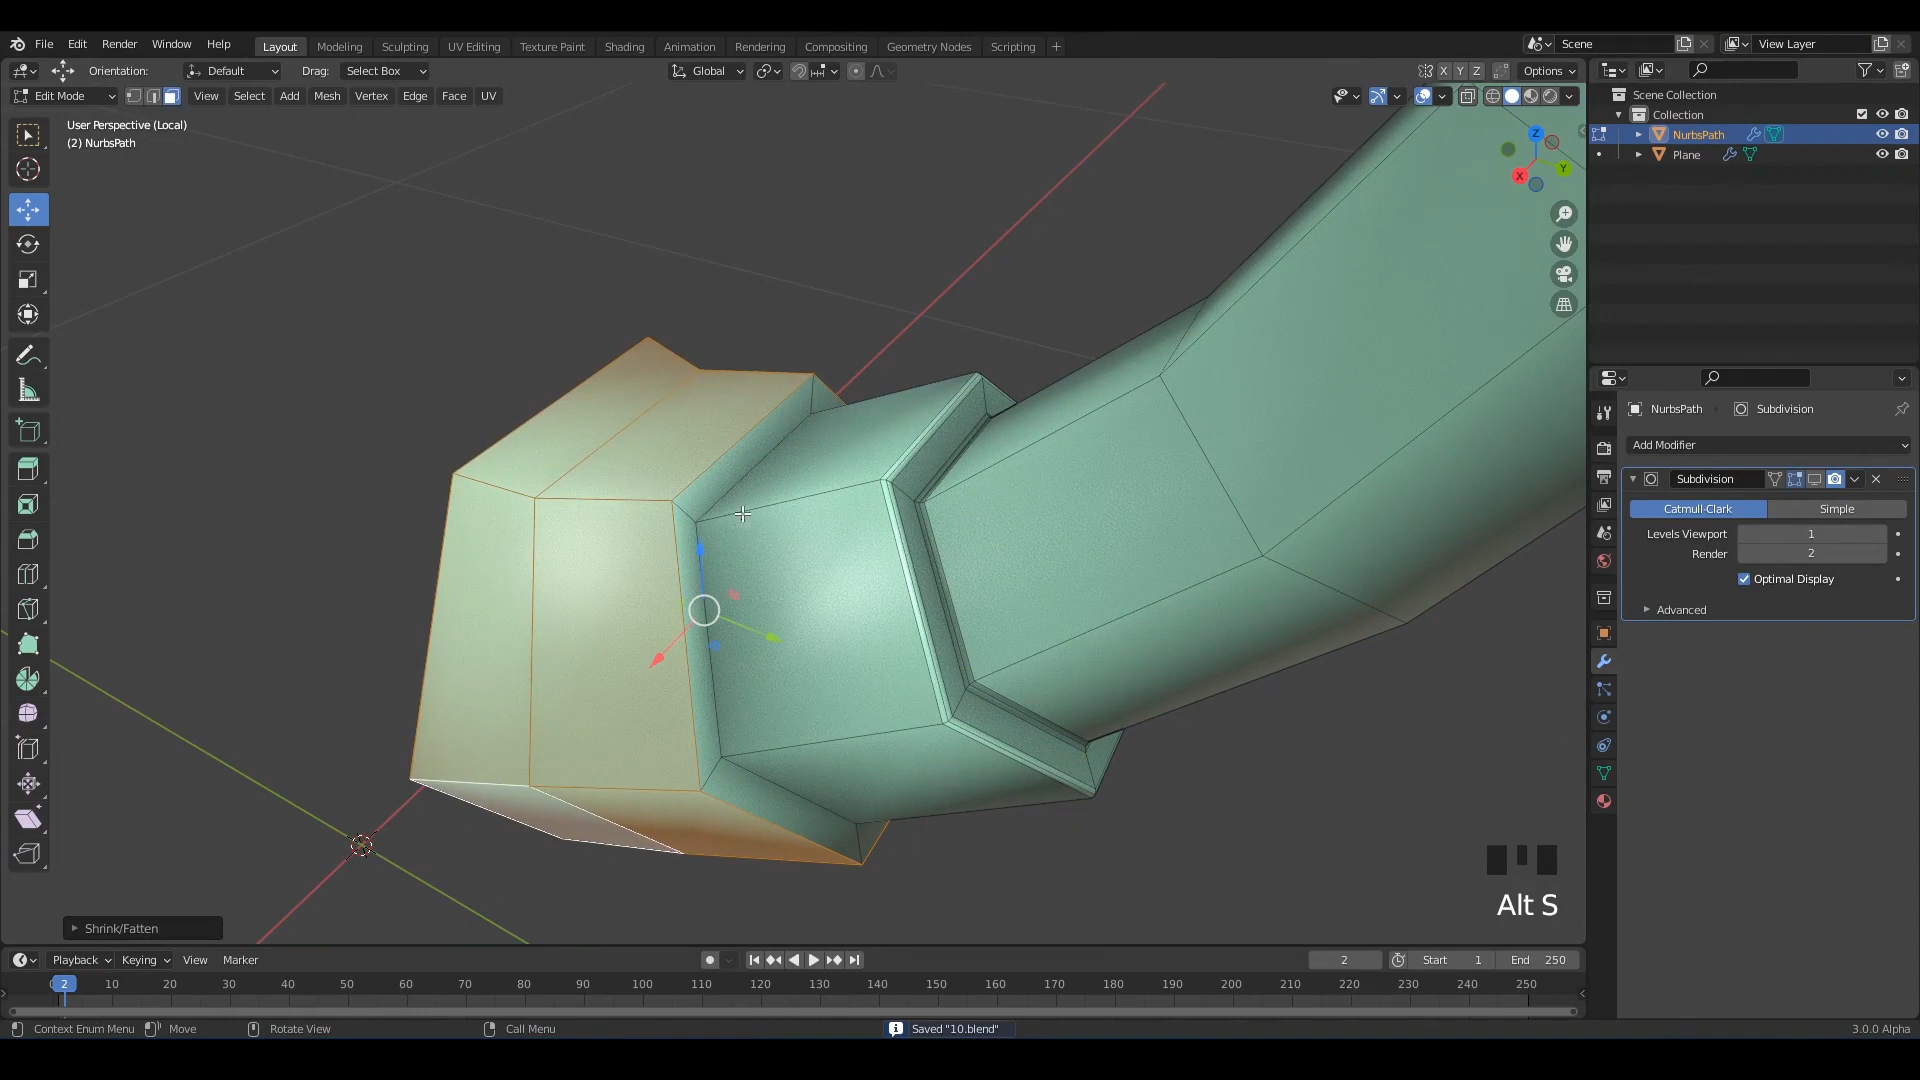 File Edit Render Window Help Layout Modeling Sculpting UV Editing Texture Paint Shading Animation Rendering Compositing Geometry Nodes Scripting + Scene View Layer
Orientation: Default Drag: Select Box Global X Y Z Options
Edit Mode View Select Add Mesh Vertex Edge Face UV
User Perspective (Local)
(2) NurbsPath
Z
Y
X
Scene Collection
Collection
NurbsPath
Plane
NurbsPath Subdivision
Add Modifier
Subdivision
Catmull-Clark Simple
Levels Viewport 1
Render 2
Optimal Display
Advanced
Alt S
Shrink/Fatten
Playback Keying View Marker 2 Start 1 End 250
2 10 20 30 40 50 60 70 80 90 100 110 120 130 140 150 160 170 180 190 200 210 220 230 240 250
Context Enum Menu Move Rotate View Call Menu Saved "10.blend" 3.0.0 Alpha